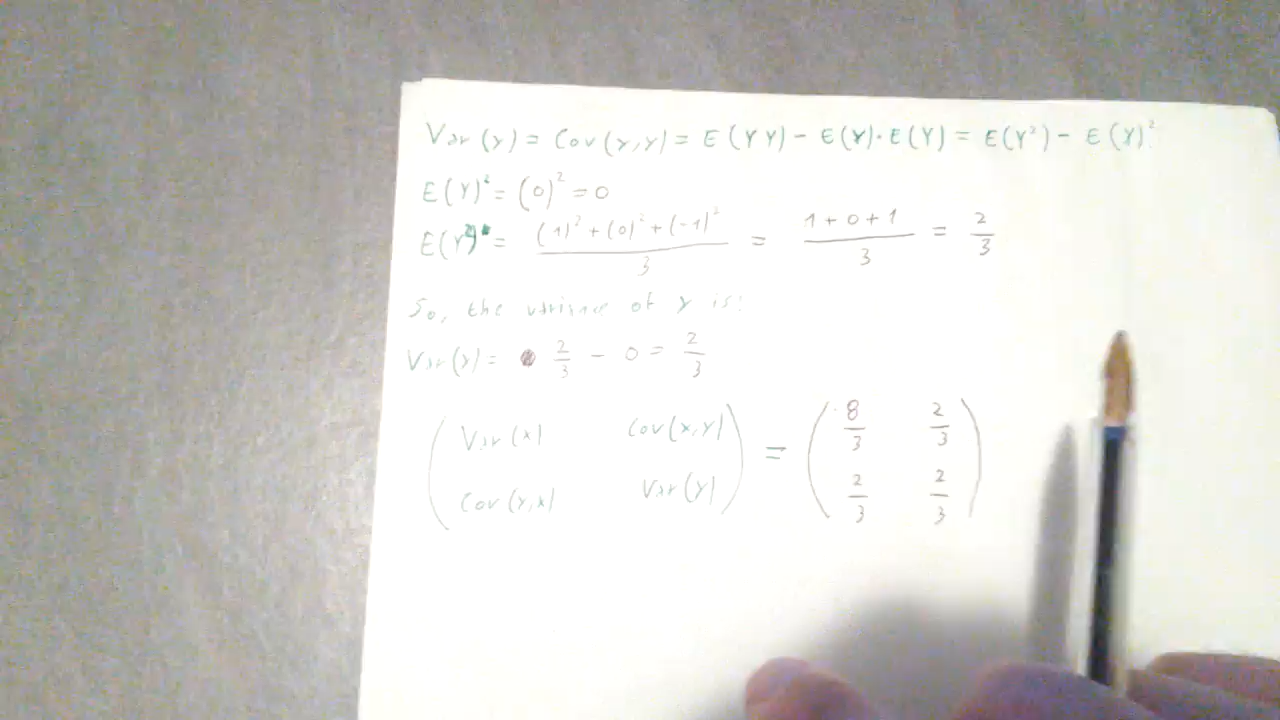 Var(Y) = Cov(Y,Y) = E(YY) - E(Y)·E(Y) = E(Y²) - E(Y)²
E(Y)² = (0)² = 0
E(Y²) = ((1)² + (0)² + (-1)²)/3 = (1+0+1)/3 = 2/3
So, the variance of Y is:
Var(Y) = 2/3 - 0 = 2/3
(Var(X) Cov(X,Y)) = (8/3 2/3)
(Cov(Y,X) Var(Y)) (2/3 2/3)